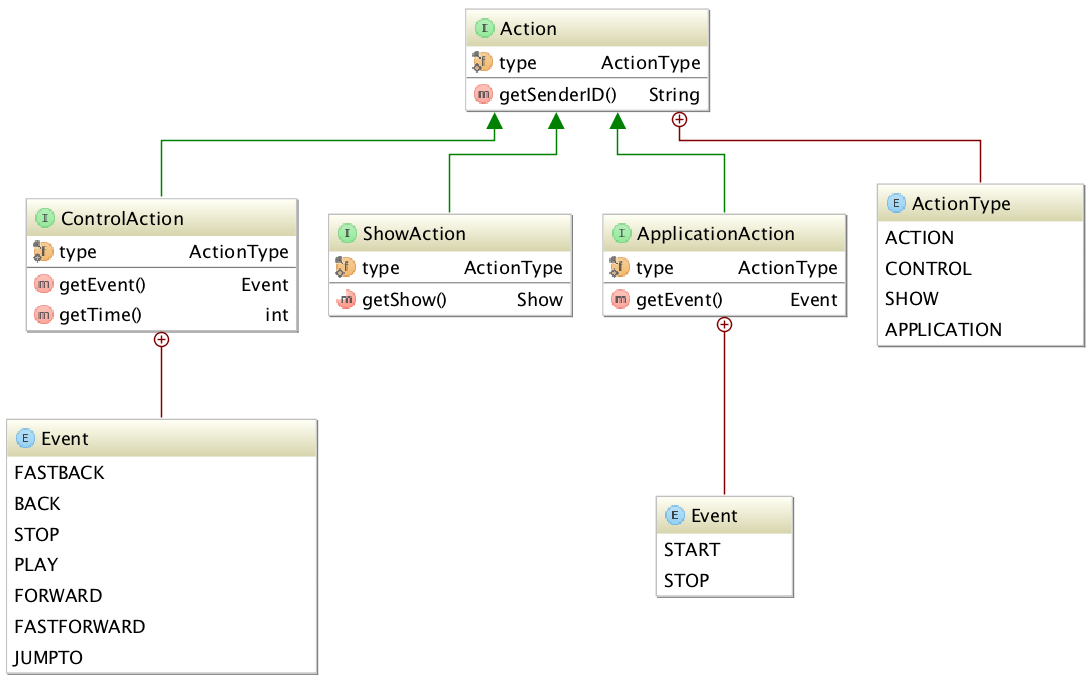 I Action
f type ActionType
m getSenderID() String
I ControlAction
f type ActionType
m getEvent() Event
m getTime() int
I ShowAction
f type ActionType
m getShow() Show
I ApplicationAction
f type ActionType
m getEvent() Event
E ActionType
ACTION
CONTROL
SHOW
APPLICATION
E Event
FASTBACK
BACK
STOP
PLAY
FORWARD
FASTFORWARD
JUMPTO
E Event
START
STOP